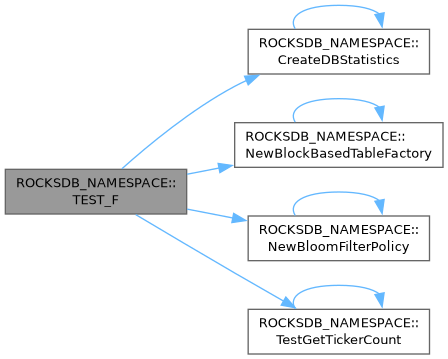 ROCKSDB_NAMESPACE::
CreateDBStatistics
ROCKSDB_NAMESPACE::
NewBlockBasedTableFactory
ROCKSDB_NAMESPACE::
TEST_F
ROCKSDB_NAMESPACE::
NewBloomFilterPolicy
ROCKSDB_NAMESPACE::
TestGetTickerCount